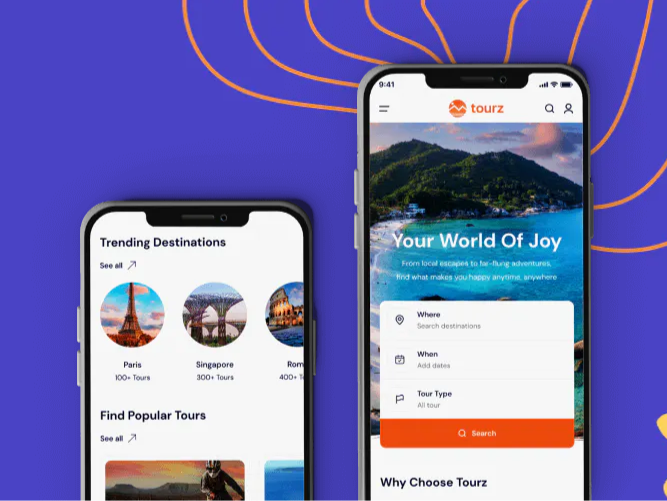 Trending Destinations
See all
Paris
100+ Tours
Singapore
300+ Tours
Rom
400+ T
Find Popular Tours
See all
9:41
tourz
Your World Of Joy
From local escapes to far-flung adventures,
find what makes you happy anytime, anywhere
Where
Search destinations
When
Add dates
Tour Type
All tour
Search
Why Choose Tourz